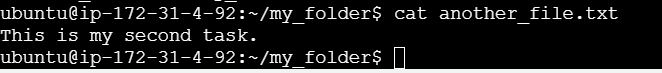 ubuntu@ip-172-31-4-92:~/my_folder$ cat another_file.txt
This is my second task.
ubuntu@ip-172-31-4-92:~/my_folder$